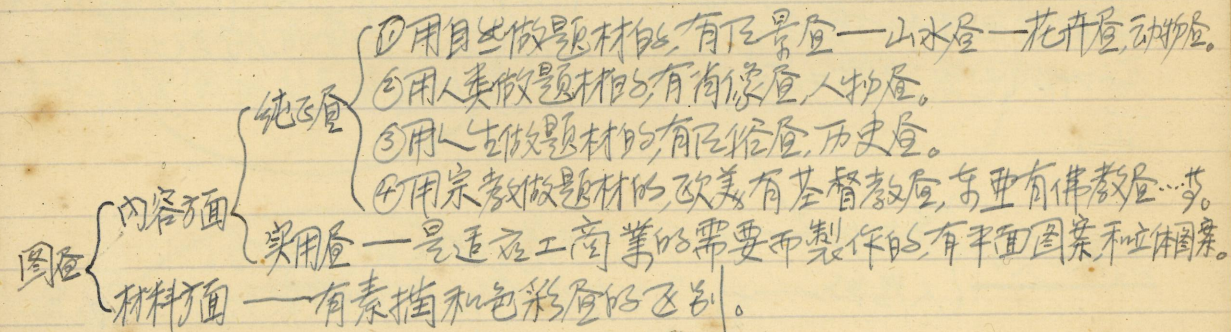 ①用自然做题材的,有风景画一山水画一花卉画,动物画。
②用人类做题材的,有肖像画,人物画。
纯正画
③用人生做题材的,有风俗画,历史画。
④用宗教做题材的,欧美有基督教画,东亚有佛教画…等。
内容方面
实用画一是适应工商業的需要而製作的,有平面图案,和立体图案。
图画
材料方面——有素描和色彩画的区别。